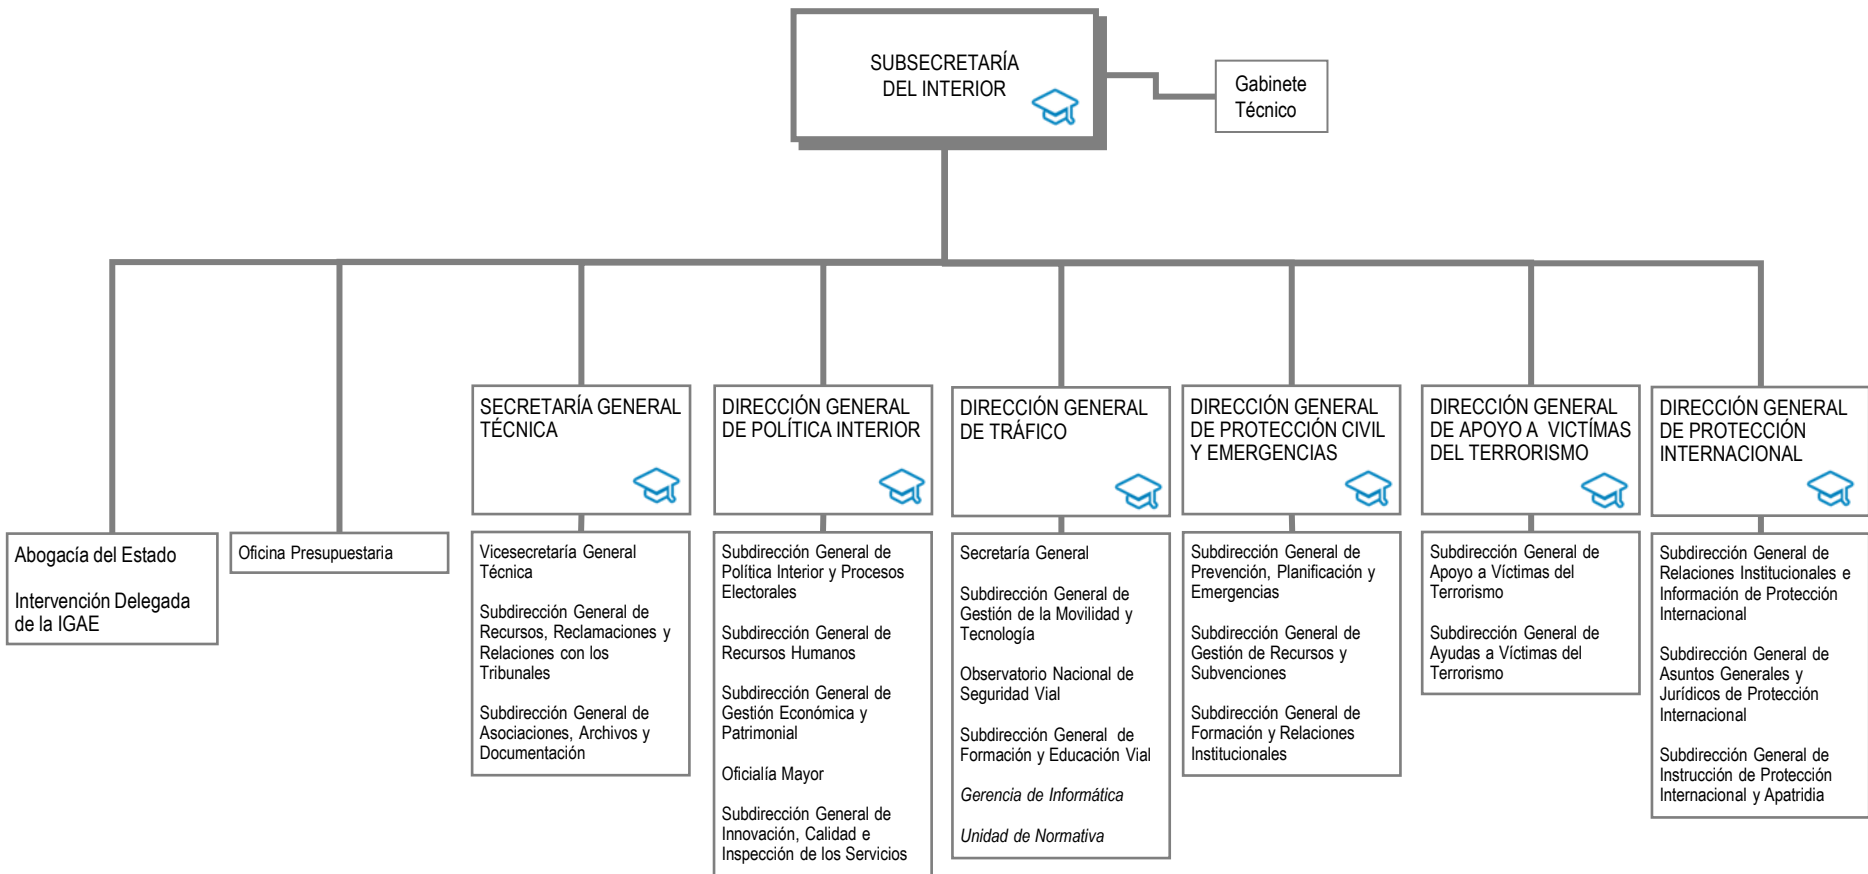 SUBSECRETARÍA
DEL INTERIOR
Gabinete
Técnico
Abogacía del Estado
Intervención Delegada
de la IGAE
Oficina Presupuestaria
SECRETARÍA GENERAL
TÉCNICA
Vicesecretaría General
Técnica
Subdirección General de
Recursos, Reclamaciones y
Relaciones con los
Tribunales
Subdirección General de
Asociaciones, Archivos y
Documentación
DIRECCIÓN GENERAL
DE POLÍTICA INTERIOR
Subdirección General de
Política Interior y Procesos
Electorales
Subdirección General de
Recursos Humanos
Subdirección General de
Gestión Económica y
Patrimonial
Oficialía Mayor
Subdirección General de
Innovación, Calidad e
Inspección de los Servicios
DIRECCIÓN GENERAL
DE TRÁFICO
Secretaría General
Subdirección General de
Gestión de la Movilidad y
Tecnología
Observatorio Nacional de
Seguridad Vial
Subdirección General de
Formación y Educación Vial
Gerencia de Informática
Unidad de Normativa
DIRECCIÓN GENERAL
DE PROTECCIÓN CIVIL
Y EMERGENCIAS
Subdirección General de
Prevención, Planificación y
Emergencias
Subdirección General de
Gestión de Recursos y
Subvenciones
Subdirección General de
Formación y Relaciones
Institucionales
DIRECCIÓN GENERAL
DE APOYO A VICTÍMAS
DEL TERRORISMO
Subdirección General de
Apoyo a Víctimas del
Terrorismo
Subdirección General de
Ayudas a Víctimas del
Terrorismo
DIRECCIÓN GENERAL
DE PROTECCIÓN
INTERNACIONAL
Subdirección General de
Relaciones Institucionales e
Información de Protección
Internacional
Subdirección General de
Asuntos Generales y
Jurídicos de Protección
Internacional
Subdirección General de
Instrucción de Protección
Internacional y Apatridia